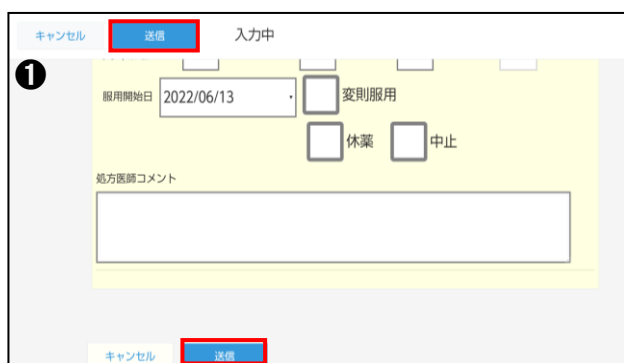 キャンセル 送信 入力中
❶
服用開始日 2022/06/13 変則服用
休薬 中止
処方医師コメント
キャンセル 送信